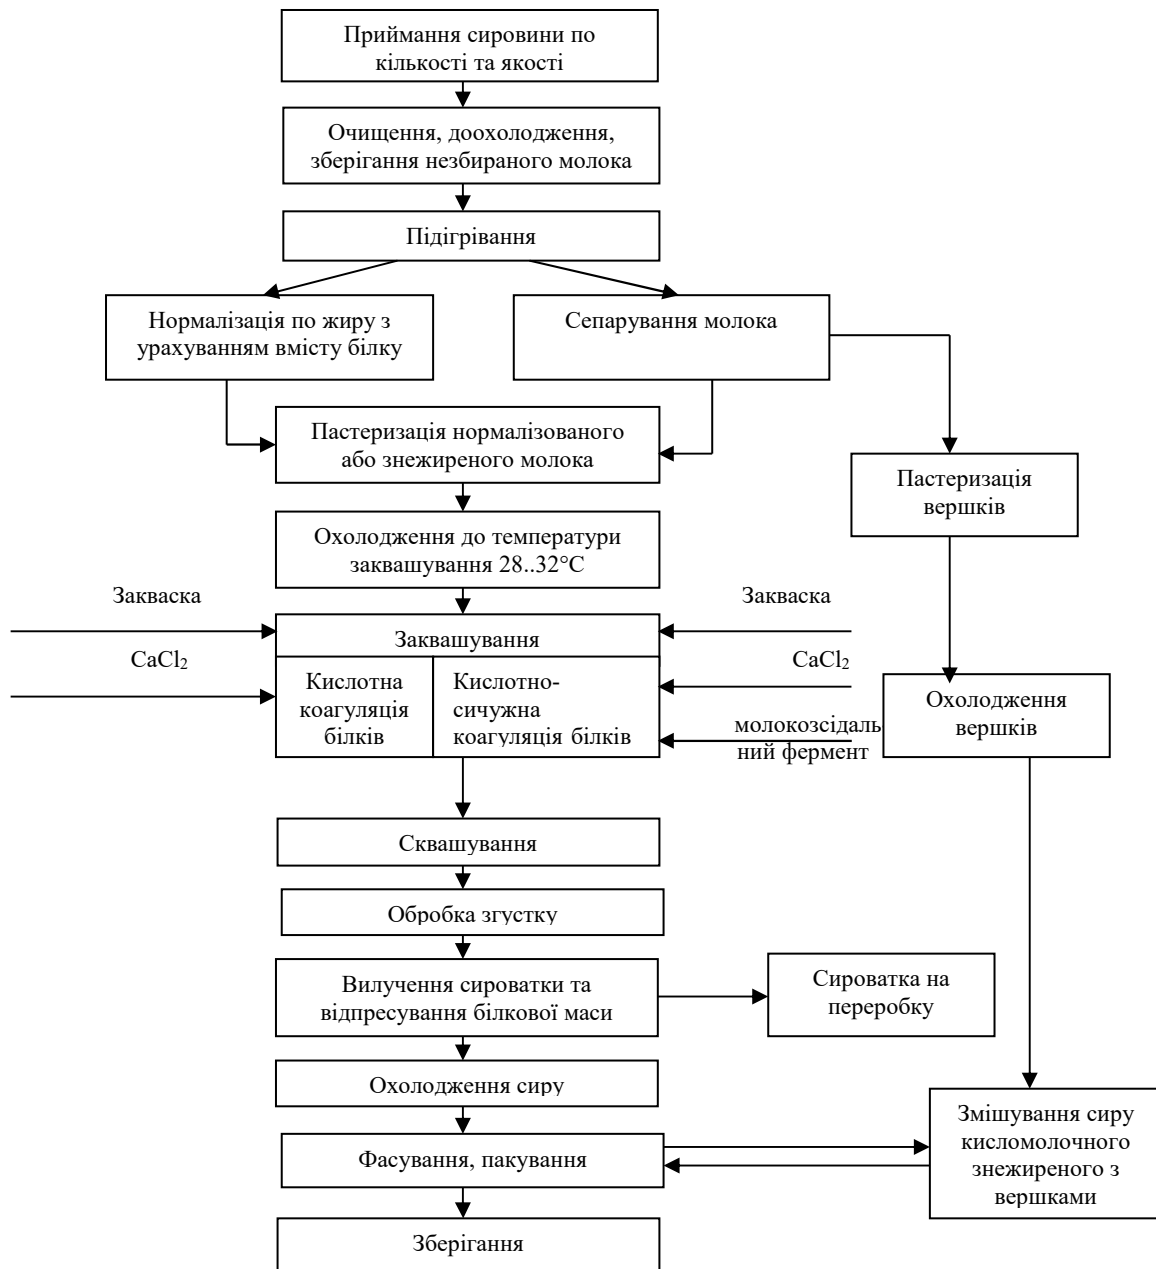 Приймання сировини по
кількості та якості
Очищення, доохолодження,
зберігання незбираного молока
Підігрівання
Нормалізація по жиру з
урахуванням вмісту білку
Сепарування молока
Пастеризація нормалізованого
або знежиреного молока
Пастеризація
вершків
Охолодження до температури
заквашування 28..32°С
Закваска
Закваска
Заквашування
CaCl₂
CaCl₂
Кислотна
коагуляція
білків
Кислотно-
сичужна
коагуляція білків
молокозсідаль
ний фермент
Охолодження
вершків
Сквашування
Обробка згустку
Вилучення сироватки та
відпресування білкової маси
Сироватка на
переробку
Охолодження сиру
Змішування сиру
кисломолочного
знежиреного з
вершками
Фасування, пакування
Зберігання